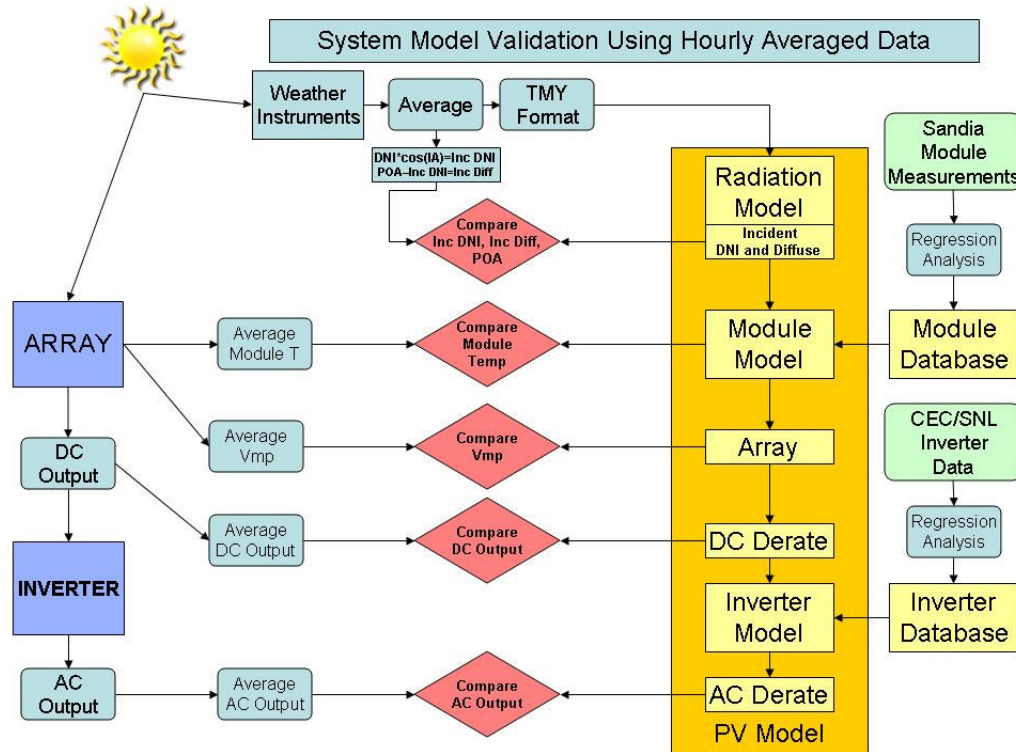 System Model Validation Using Hourly Averaged Data
Weather
Instruments
Average
TMY
Format
DNI*cos(IA)=Inc DNI
POA–Inc DNI=Inc Diff
Radiation
Model
Incident
DNI and Diffuse
Sandia
Module
Measurements
Compare
Inc DNI, Inc Diff,
POA
Regression
Analysis
ARRAY
Average
Module T
Compare
Module
Temp
Module
Model
Module
Database
DC
Output
Average
Vmp
Compare
Vmp
Array
CEC/SNL
Inverter
Data
Average
DC Output
Compare
DC Output
DC Derate
Regression
Analysis
INVERTER
Inverter
Model
Inverter
Database
AC
Output
Average
AC Output
Compare
AC Output
AC Derate
PV Model